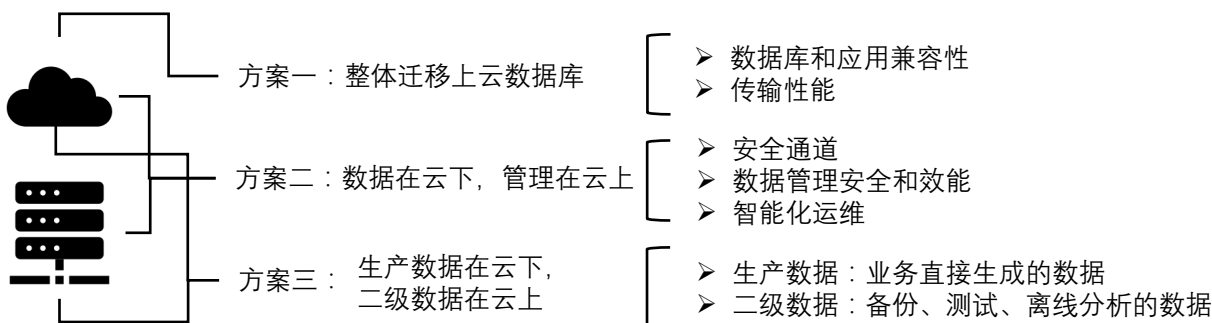 方案一：整体迁移上云数据库
数据库和应用兼容性
传输性能
方案二：数据在云下，管理在云上
安全通道
数据管理安全和效能
智能化运维
方案三：生产数据在云下，
二级数据在云上
生产数据：业务直接生成的数据
二级数据：备份、测试、离线分析的数据